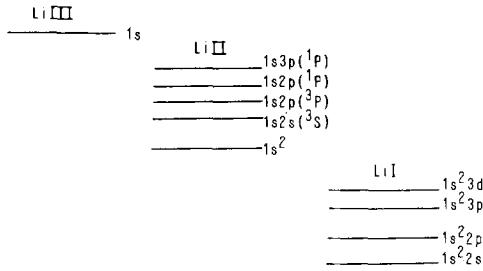 Li III
1s
Li II
1s3p(¹P)
1s2p(¹P)
1s2p(³P)
1s2s(³S)
1s²
Li I
1s²3d
1s²3p
1s²2p
1s²2s